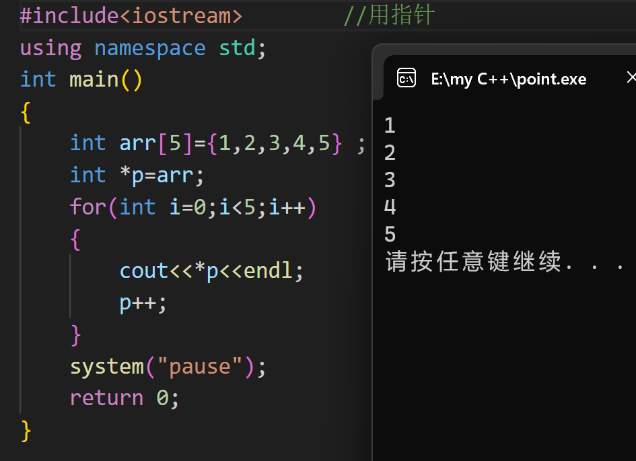 #include<iostream> //用指针
using namespace std;
int main()
{
int arr[5]={1,2,3,4,5} ;
int *p=arr;
for(int i=0;i<5;i++)
{
cout<<*p<<endl;
p++;
}
system("pause");
return 0;
}
E:\my C++\point.exe
1
2
3
4
5
请按任意键继续. . .